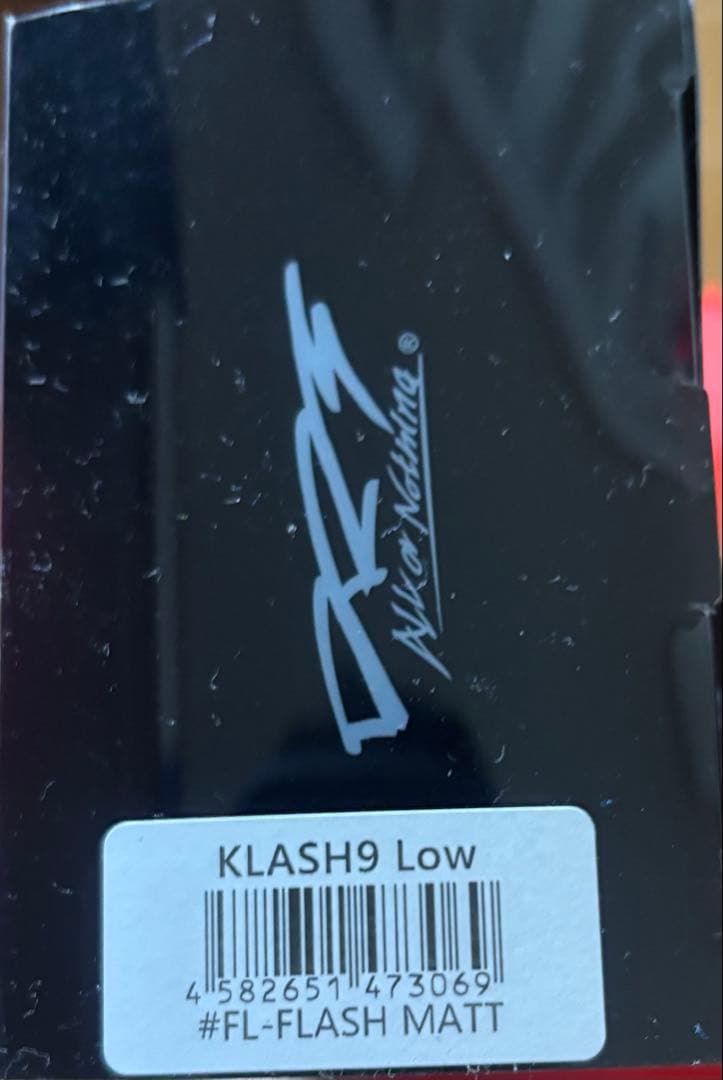 All or Nothing®
KLASH9 Low
4 582651 473069
#FL-FLASH MATT